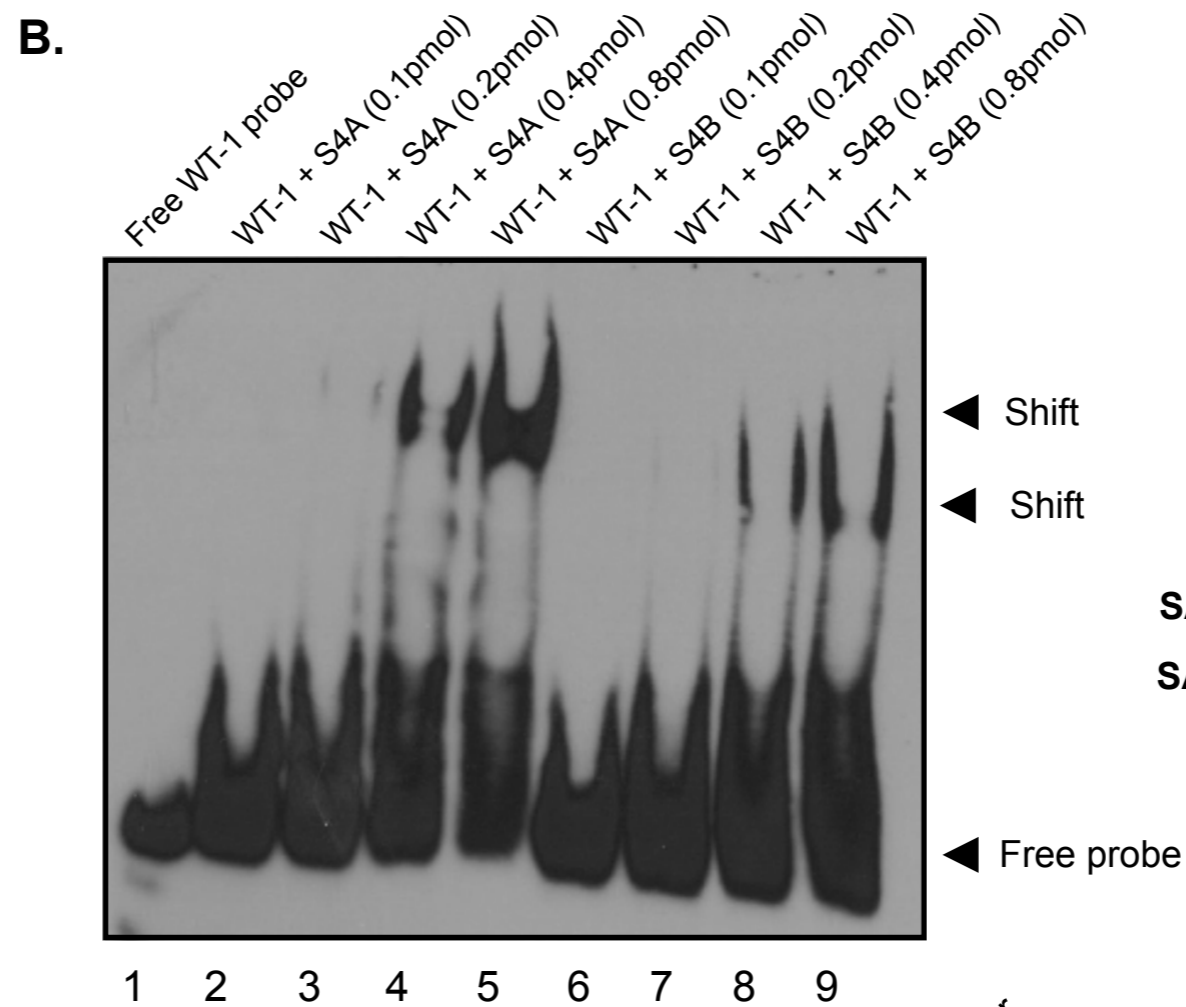 B.
Free WT-1 probe
WT-1 + S4A (0.1pmol)
WT-1 + S4A (0.2pmol)
WT-1 + S4A (0.4pmol)
WT-1 + S4A (0.8pmol)
WT-1 + S4B (0.1pmol)
WT-1 + S4B (0.2pmol)
WT-1 + S4B (0.4pmol)
WT-1 + S4B (0.8pmol)
Shift
Shift
Free probe
1 2 3 4 5 6 7 8 9